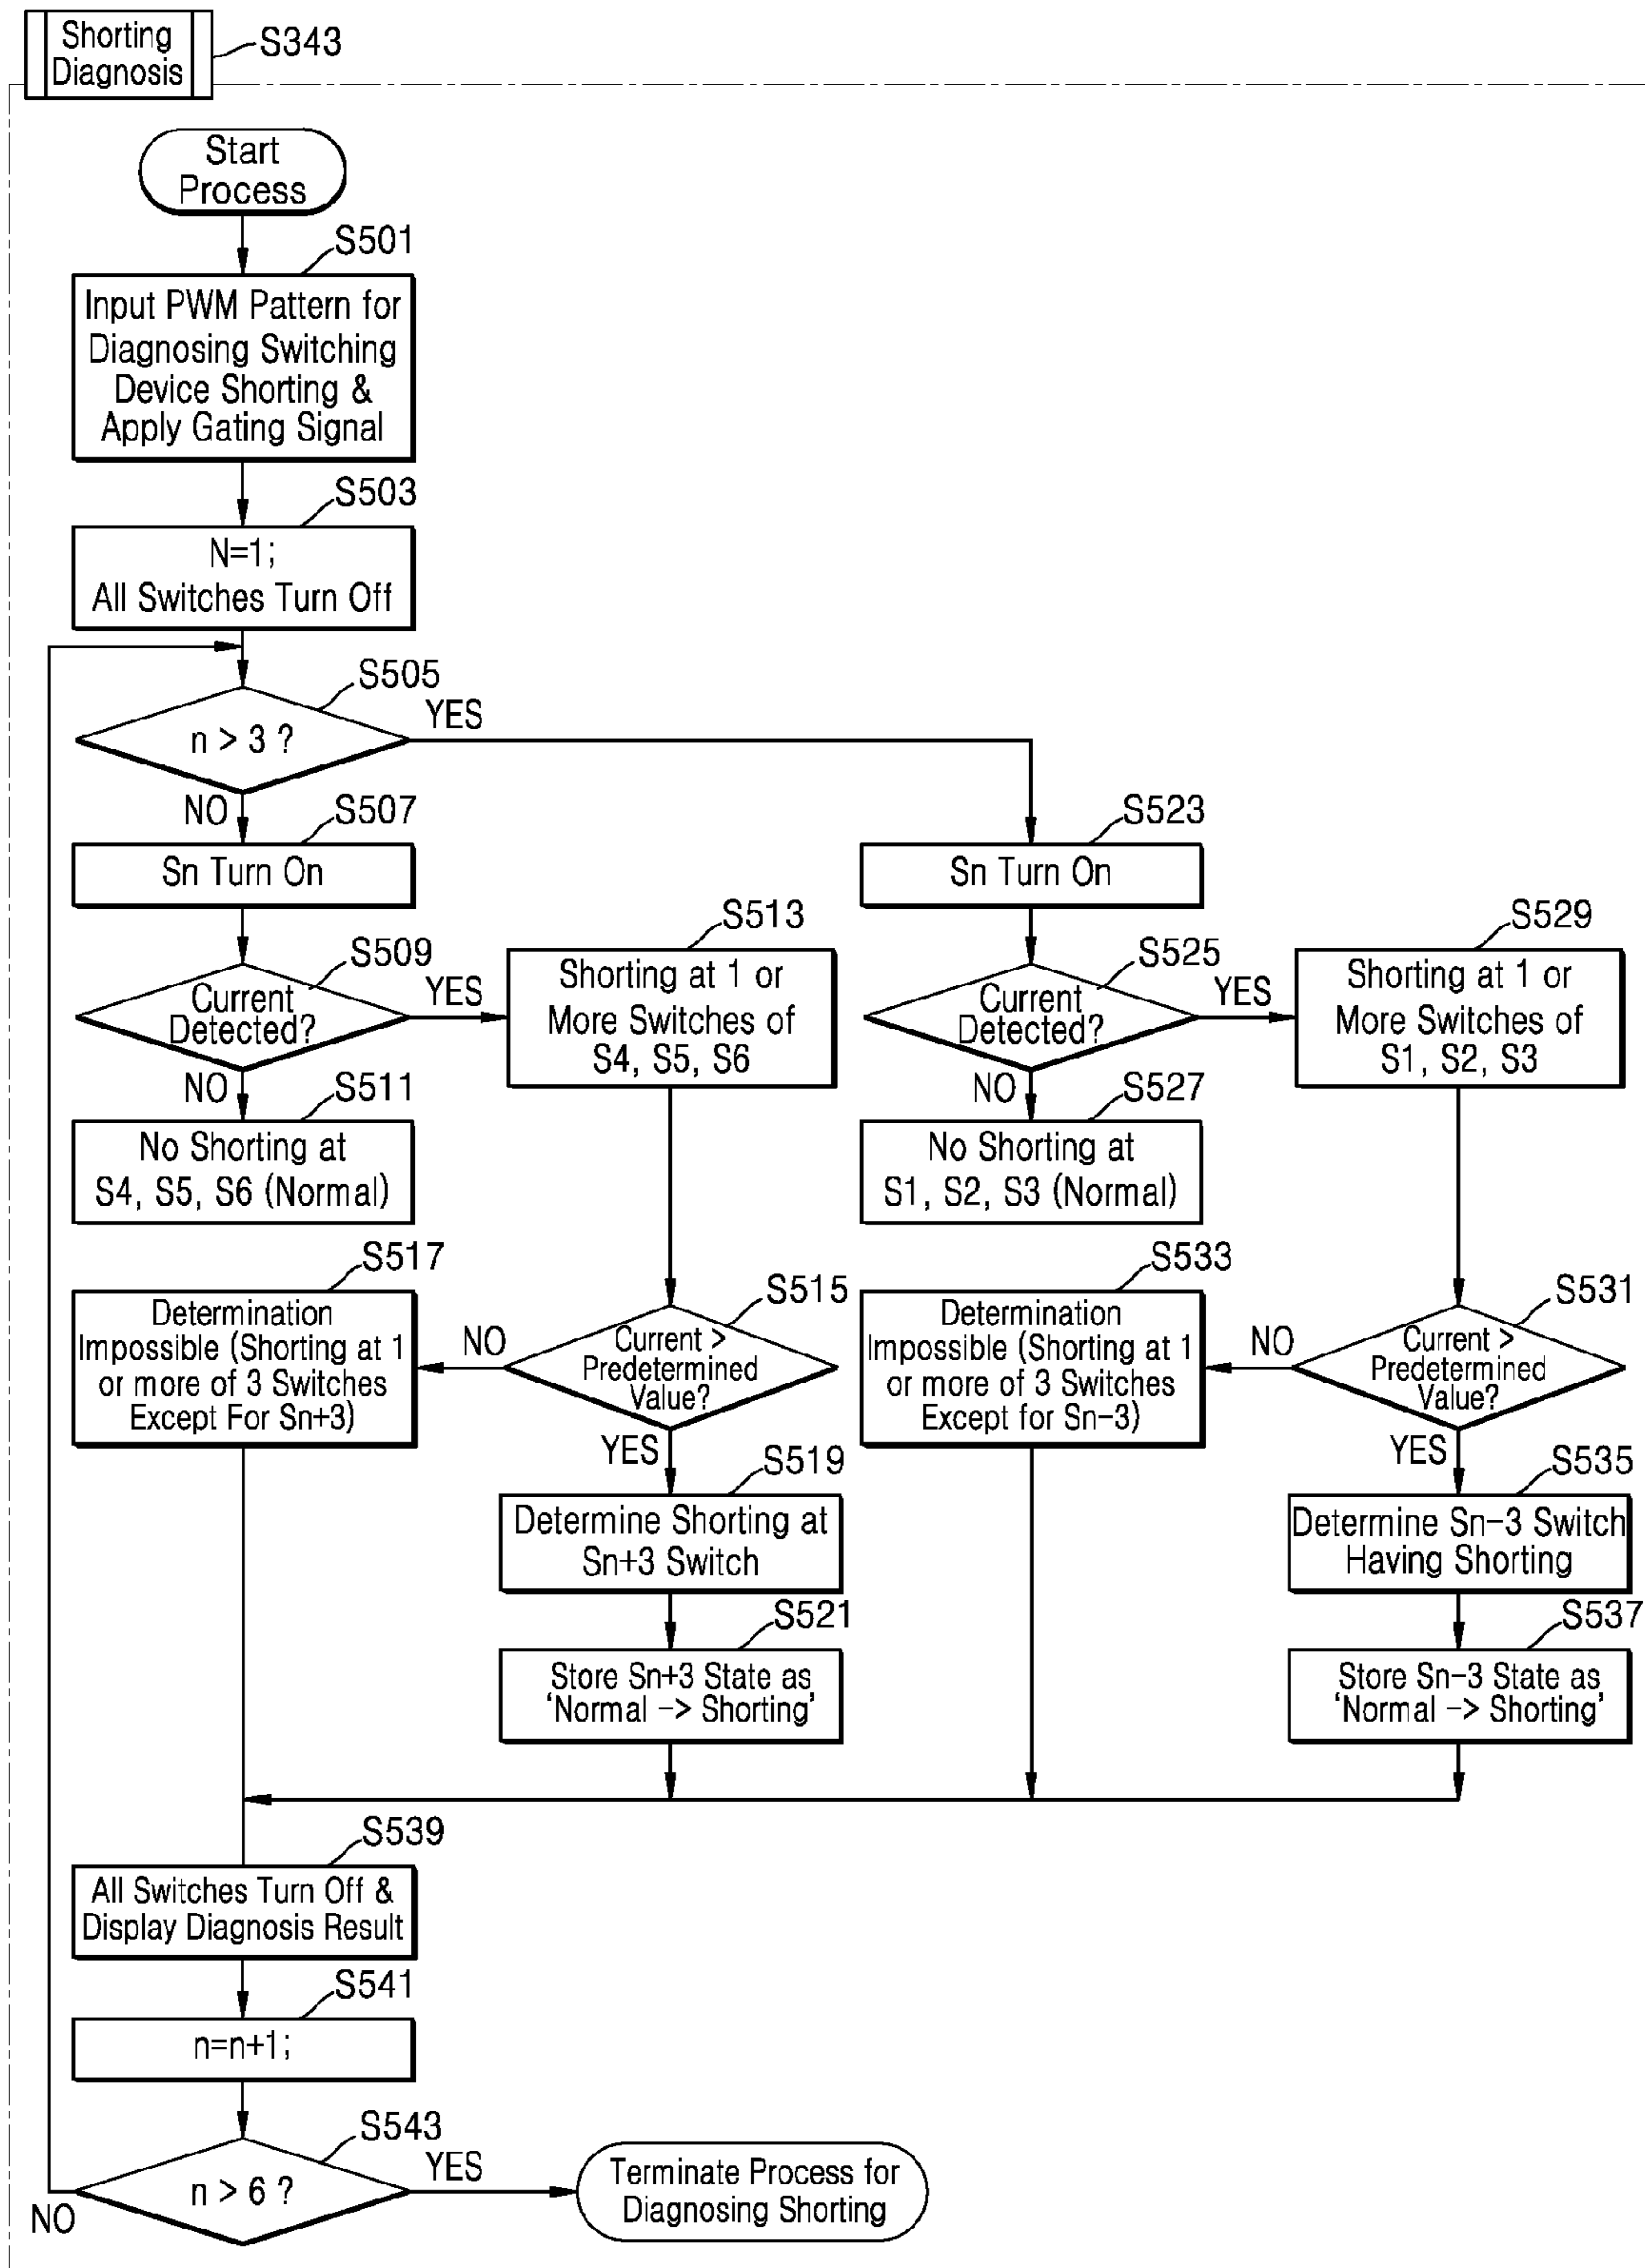 Shorting
Diagnosis
S343
Start
Process
S501
Input PWM Pattern for
Diagnosing Switching
Device Shorting &
Apply Gating Signal
S503
N=1;
All Switches Turn Off
S505
n > 3 ?
YES
NO
S507
Sn Turn On
S523
Sn Turn On
S509
Current
Detected?
YES
NO
S513
Shorting at 1 or
More Switches of
S4, S5, S6
S525
Current
Detected?
YES
NO
S529
Shorting at 1 or
More Switches of
S1, S2, S3
S511
No Shorting at
S4, S5, S6 (Normal)
S527
No Shorting at
S1, S2, S3 (Normal)
S517
Determination
Impossible (Shorting at 1
or more of 3 Switches
Except For Sn+3)
S515
Current >
Predetermined
Value?
NO
YES
S533
Determination
Impossible (Shorting at 1
or more of 3 Switches
Except for Sn-3)
S531
Current >
Predetermined
Value?
NO
YES
S519
Determine Shorting at
Sn+3 Switch
S535
Determine Sn-3 Switch
Having Shorting
S521
Store Sn+3 State as
‘Normal -> Shorting’
S537
Store Sn-3 State as
‘Normal -> Shorting’
S539
All Switches Turn Off &
Display Diagnosis Result
S541
n=n+1;
S543
n > 6 ?
YES
NO
Terminate Process for
Diagnosing Shorting